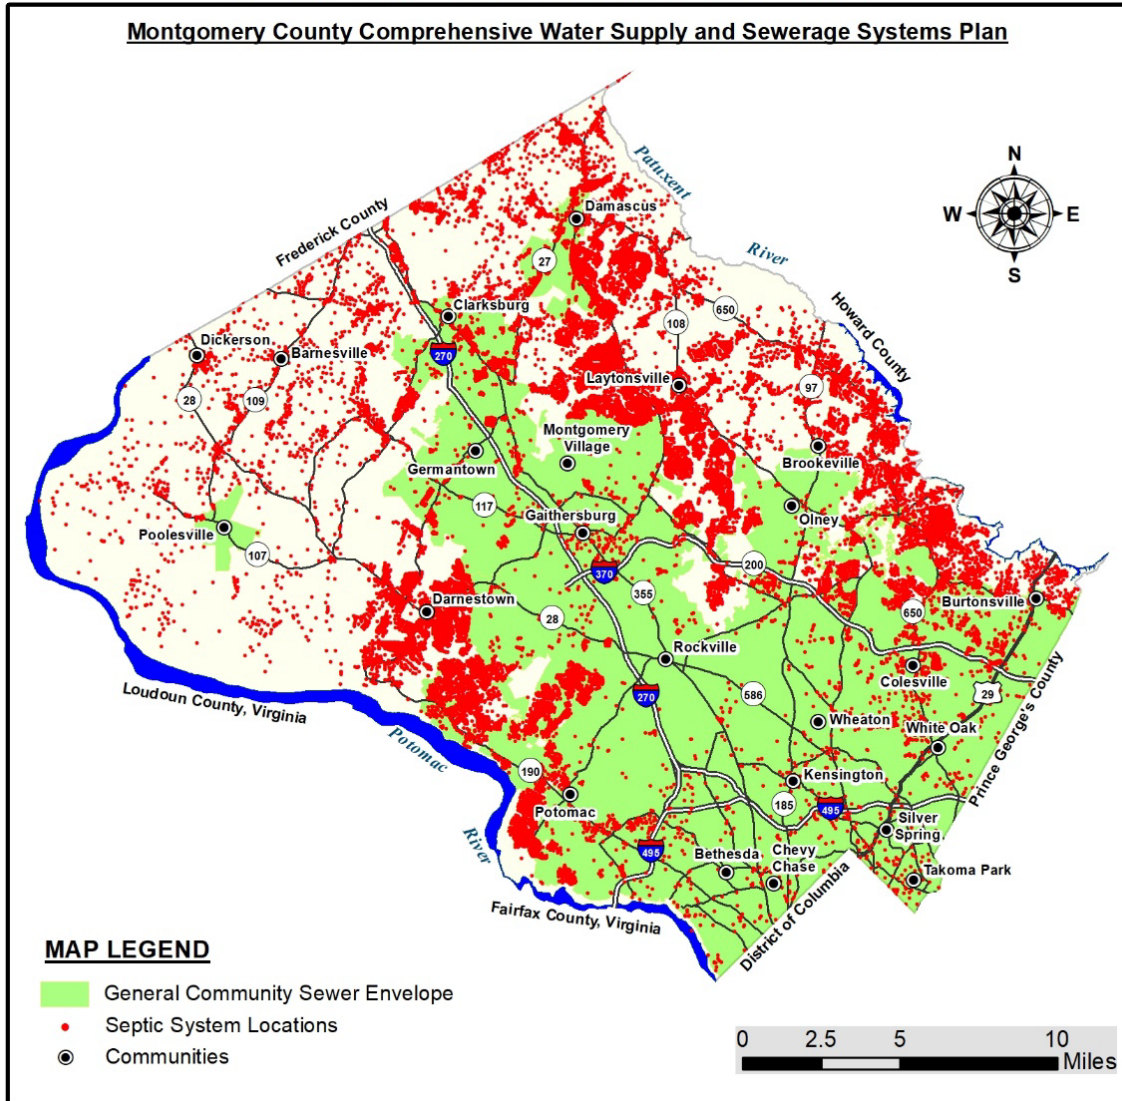 Montgomery County Comprehensive Water Supply and Sewerage Systems Plan
N
W
E
S
Patuxent
River
Frederick County
Howard County
Damascus
27
Clarksburg
650
108
270
Dickerson
Barnesville
Laytonsville
97
28
109
Montgomery
Village
Germantown
Brookeville
117
Gaithersburg
Olney
Poolesville
107
370
200
Darnestown
355
28
650
Burtonsville
Rockville
Colesville
Loudoun County, Virginia
270
586
29
Prince George's County
Wheaton
White Oak
Potomac
River
190
Kensington
Potomac
185
495
Silver
Spring
495
Bethesda
Chevy
Chase
Takoma Park
Fairfax County, Virginia
District of Columbia
MAP LEGEND
General Community Sewer Envelope
Septic System Locations
Communities
0 2.5 5 10
Miles